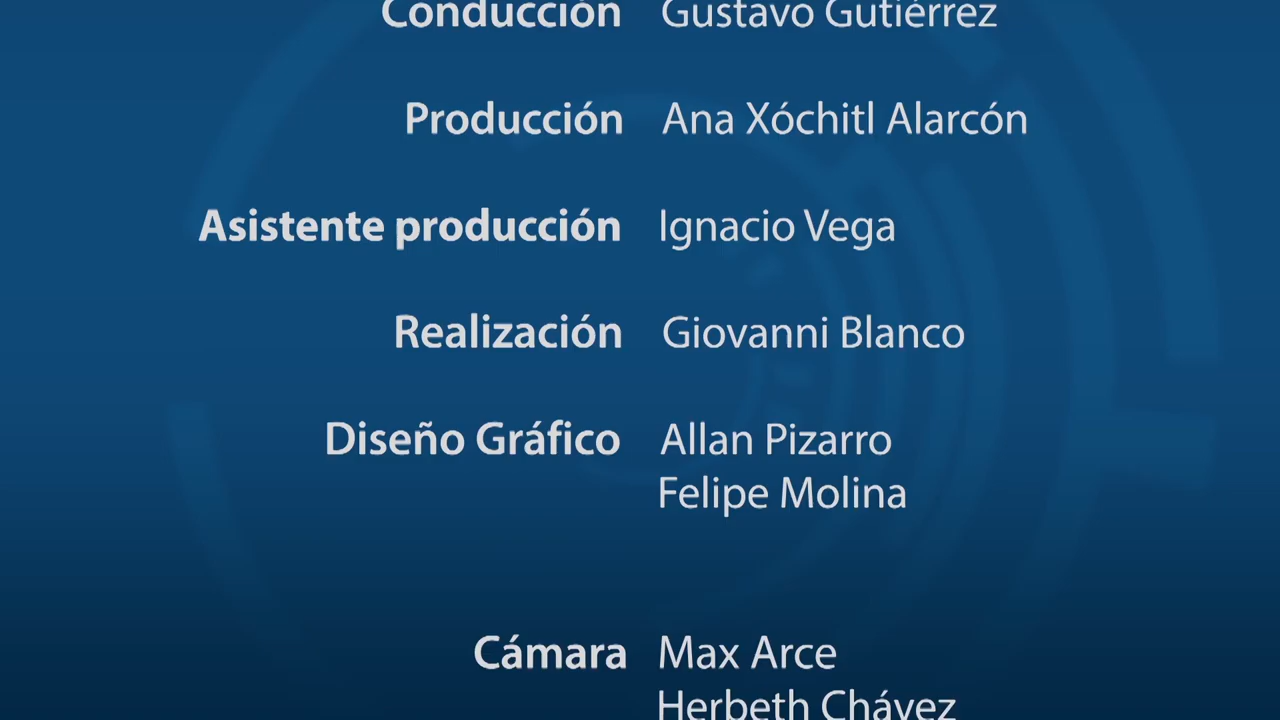 Conducción Gustavo Gutiérrez
Producción Ana Xóchitl Alarcón
Asistente producción Ignacio Vega
Realización Giovanni Blanco
Diseño Gráfico Allan Pizarro
Felipe Molina
Cámara Max Arce
Herbeth Chávez